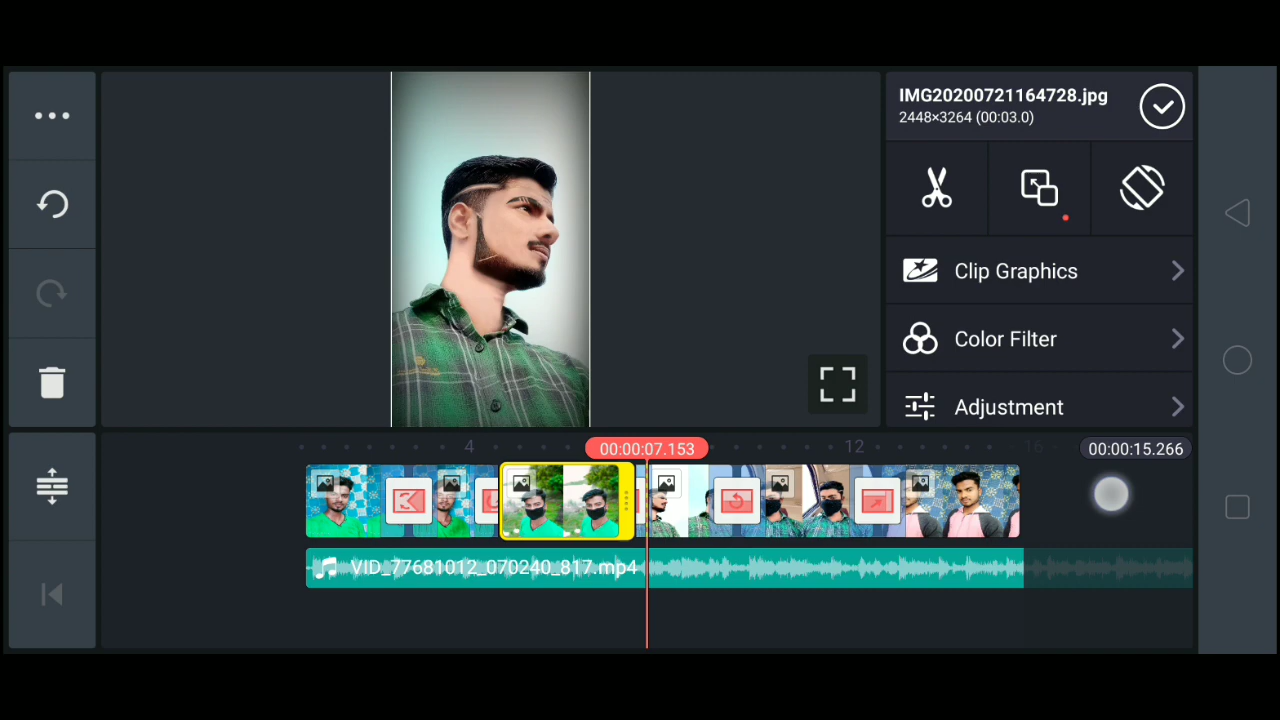 IMG20200721164728.jpg
2448×3264 (00:03.0)
Clip Graphics
Color Filter
Adjustment
4
00:00:07.153
12
16
00:00:15.266
VID_77681012_070240_817.mp4